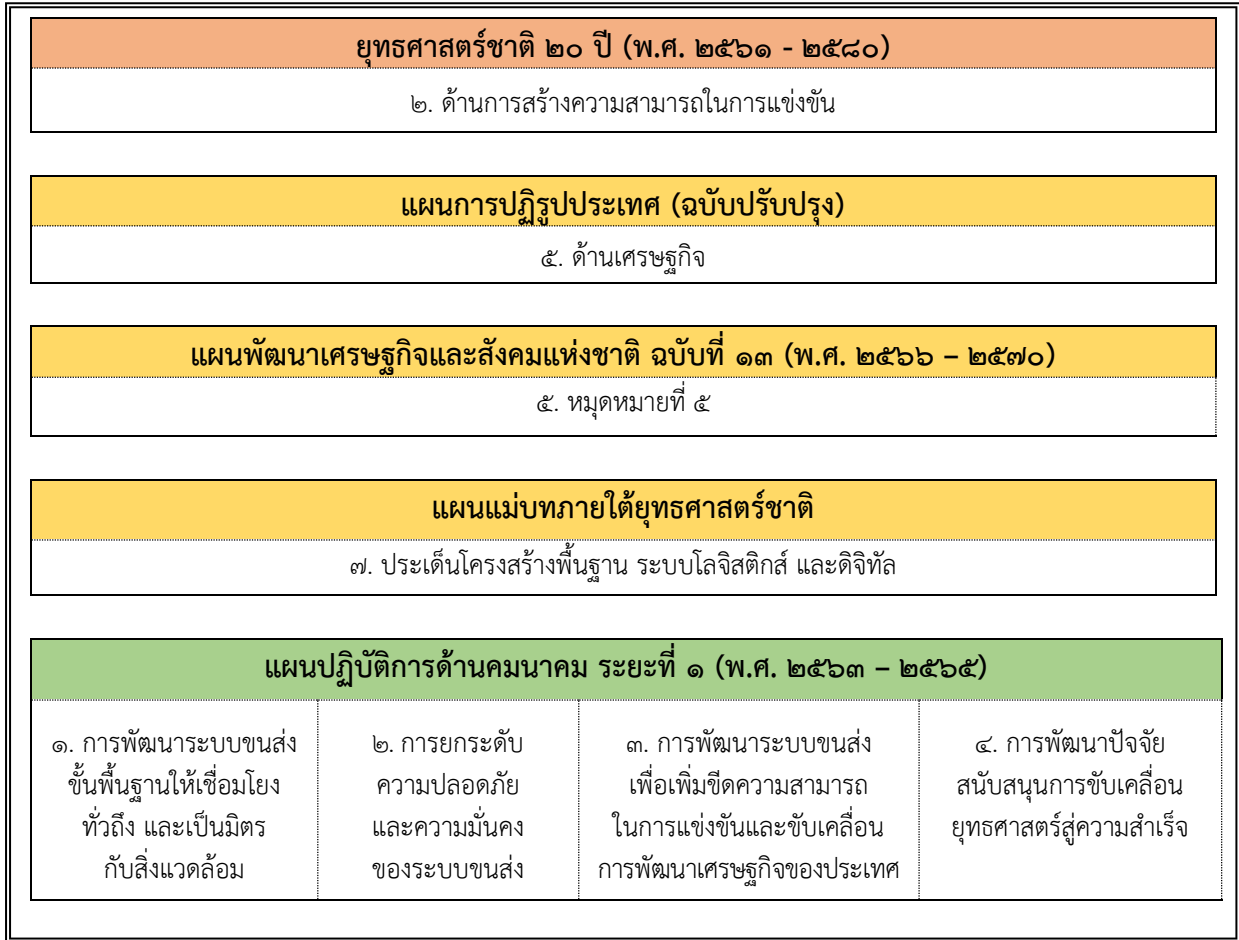 ยุทธศาสตร์ชาติ ๒๐ ปี (พ.ศ. ๒๕๖๑ - ๒๕๘๐)
๒. ด้านการสร้างความสามารถในการแข่งขัน
แผนการปฏิรูปประเทศ (ฉบับปรับปรุง)
๕. ด้านเศรษฐกิจ
แผนพัฒนาเศรษฐกิจและสังคมแห่งชาติ ฉบับที่ ๑๓ (พ.ศ. ๒๕๖๖ – ๒๕๗๐)
๕. หมุดหมายที่ ๕
แผนแม่บทภายใต้ยุทธศาสตร์ชาติ
๗. ประเด็นโครงสร้างพื้นฐาน ระบบโลจิสติกส์ และดิจิทัล
แผนปฏิบัติการด้านคมนาคม ระยะที่ ๑ (พ.ศ. ๒๕๖๓ – ๒๕๖๕)
๑. การพัฒนาระบบขนส่ง
ขั้นพื้นฐานให้เชื่อมโยง
ทั่วถึง และเป็นมิตร
กับสิ่งแวดล้อม
๒. การยกระดับ
ความปลอดภัย
และความมั่นคง
ของระบบขนส่ง
๓. การพัฒนาระบบขนส่ง
เพื่อเพิ่มขีดความสามารถ
ในการแข่งขันและขับเคลื่อน
การพัฒนาเศรษฐกิจของประเทศ
๔. การพัฒนาปัจจัย
สนับสนุนการขับเคลื่อน
ยุทธศาสตร์สู่ความสำเร็จ